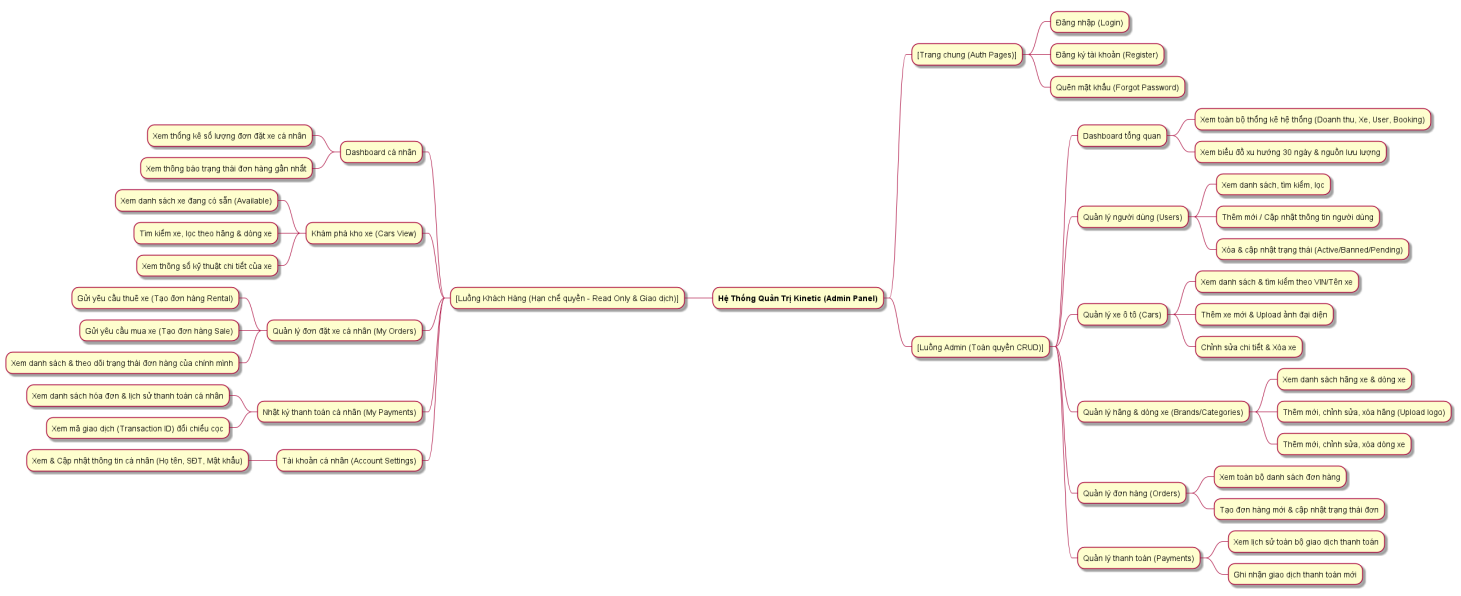 Hệ Thống Quản Trị Kinetic (Admin Panel)
[Trang chung (Auth Pages)]
Đăng nhập (Login)
Đăng ký tài khoản (Register)
Quên mật khẩu (Forgot Password)
[Luồng Admin (Toàn quyền CRUD)]
Dashboard tổng quan
Xem toàn bộ thống kê hệ thống (Doanh thu, Xe, User, Booking)
Xem biểu đồ xu hướng 30 ngày & nguồn lưu lượng
Quản lý người dùng (Users)
Xem danh sách, tìm kiếm, lọc
Thêm mới / Cập nhật thông tin người dùng
Xóa & cập nhật trạng thái (Active/Banned/Pending)
Quản lý xe ô tô (Cars)
Xem danh sách & tìm kiếm theo VIN/Tên xe
Thêm xe mới & Upload ảnh đại diện
Chỉnh sửa chi tiết & Xóa xe
Quản lý hãng & dòng xe (Brands/Categories)
Xem danh sách hãng xe & dòng xe
Thêm mới, chỉnh sửa, xóa hãng (Upload logo)
Thêm mới, chỉnh sửa, xóa dòng xe
Quản lý đơn hàng (Orders)
Xem toàn bộ danh sách đơn hàng
Tạo đơn hàng mới & cập nhật trạng thái đơn
Quản lý thanh toán (Payments)
Xem lịch sử toàn bộ giao dịch thanh toán
Ghi nhận giao dịch thanh toán mới
[Luồng Khách Hàng (Hạn chế quyền - Read Only & Giao dịch)]
Dashboard cá nhân
Xem thống kê số lượng đơn đặt xe cá nhân
Xem thông báo trạng thái đơn hàng gần nhất
Khám phá kho xe (Cars View)
Xem danh sách xe đang có sẵn (Available)
Tìm kiếm xe, lọc theo hãng & dòng xe
Xem thông số kỹ thuật chi tiết của xe
Quản lý đơn đặt xe cá nhân (My Orders)
Gửi yêu cầu thuê xe (Tạo đơn hàng Rental)
Gửi yêu cầu mua xe (Tạo đơn hàng Sale)
Xem danh sách & theo dõi trạng thái đơn hàng của chính mình
Nhật ký thanh toán cá nhân (My Payments)
Xem danh sách hóa đơn & lịch sử thanh toán cá nhân
Xem mã giao dịch (Transaction ID) đối chiếu cọc
Tài khoản cá nhân (Account Settings)
Xem & Cập nhật thông tin cá nhân (Họ tên, SĐT, Mật khẩu)